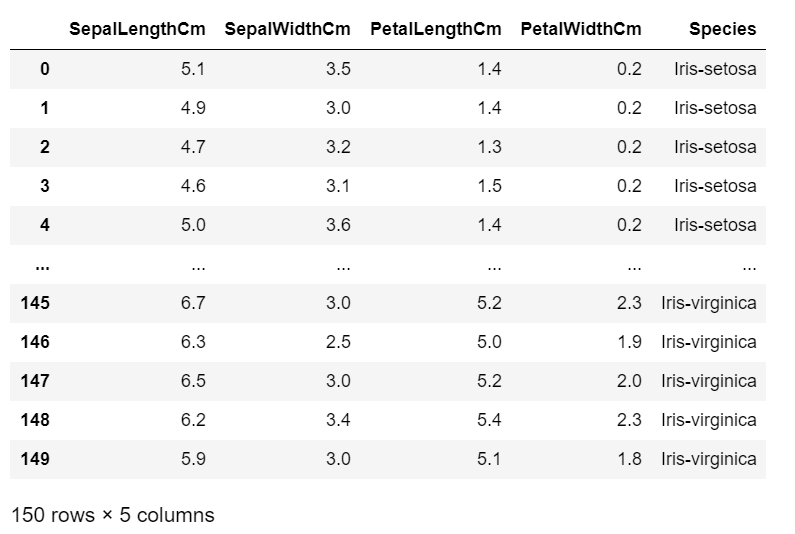 SepalLengthCm SepalWidthCm PetalLengthCm PetalWidthCm Species
0 5.1 3.5 1.4 0.2 Iris-setosa
1 4.9 3.0 1.4 0.2 Iris-setosa
2 4.7 3.2 1.3 0.2 Iris-setosa
3 4.6 3.1 1.5 0.2 Iris-setosa
4 5.0 3.6 1.4 0.2 Iris-setosa
... ... ... ... ... ...
145 6.7 3.0 5.2 2.3 Iris-virginica
146 6.3 2.5 5.0 1.9 Iris-virginica
147 6.5 3.0 5.2 2.0 Iris-virginica
148 6.2 3.4 5.4 2.3 Iris-virginica
149 5.9 3.0 5.1 1.8 Iris-virginica
150 rows × 5 columns